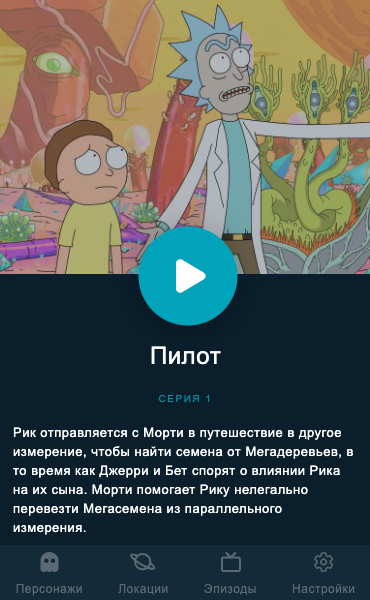 Пилот
СЕРИЯ 1
Рик отправляется с Морти в путешествие в другое
измерение, чтобы найти семена от Мегадеревьев, в
то время как Джерри и Бет спорят о влиянии Рика
на их сына. Морти помогает Рику нелегально
перевезти Мегасемена из параллельного
измерения.
Персонажи Локации Эпизоды Настройки